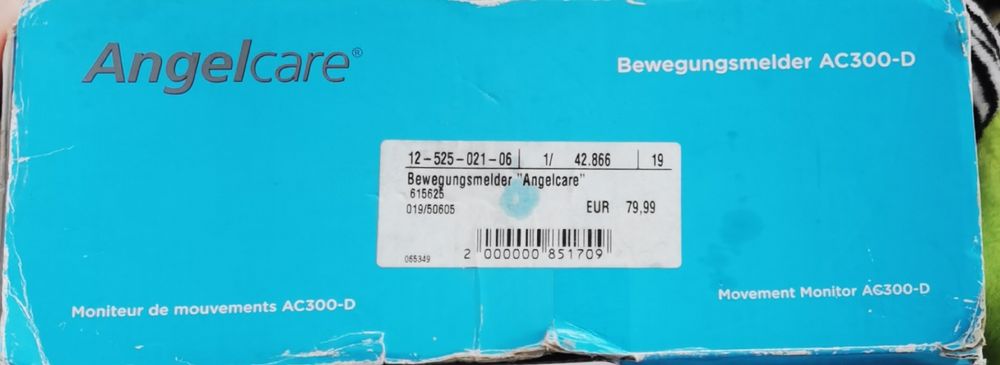 Angelcare®
Bewegungsmelder AC300-D
12-525-021-06 | 1/ 42.866 | 19
Bewegungsmelder "Angelcare"
615625
019/50605
EUR 79,99
065349
2 000000 851709
Moniteur de mouvements AC300-D
Movement Monitor AC300-D